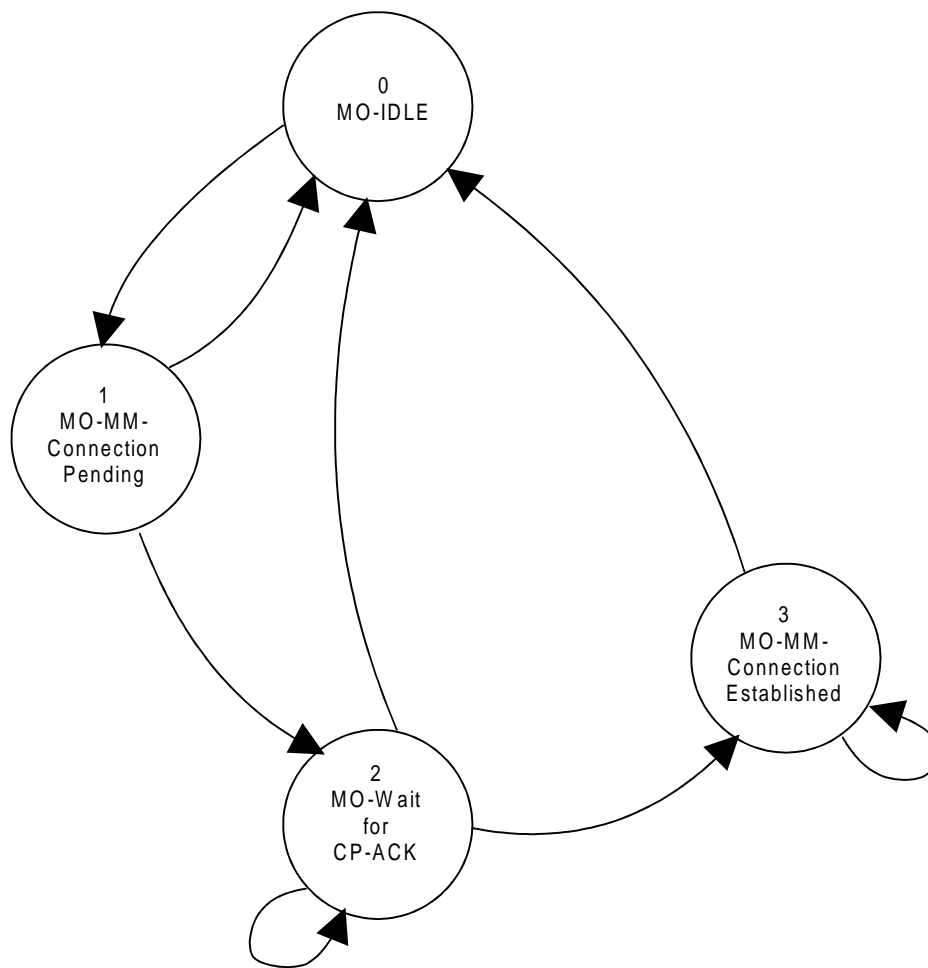 0
MO-IDLE
1
MO-MM-
Connection
Pending
3
MO-MM-
Connection
Established
2
MO-Wait
for
CP-ACK